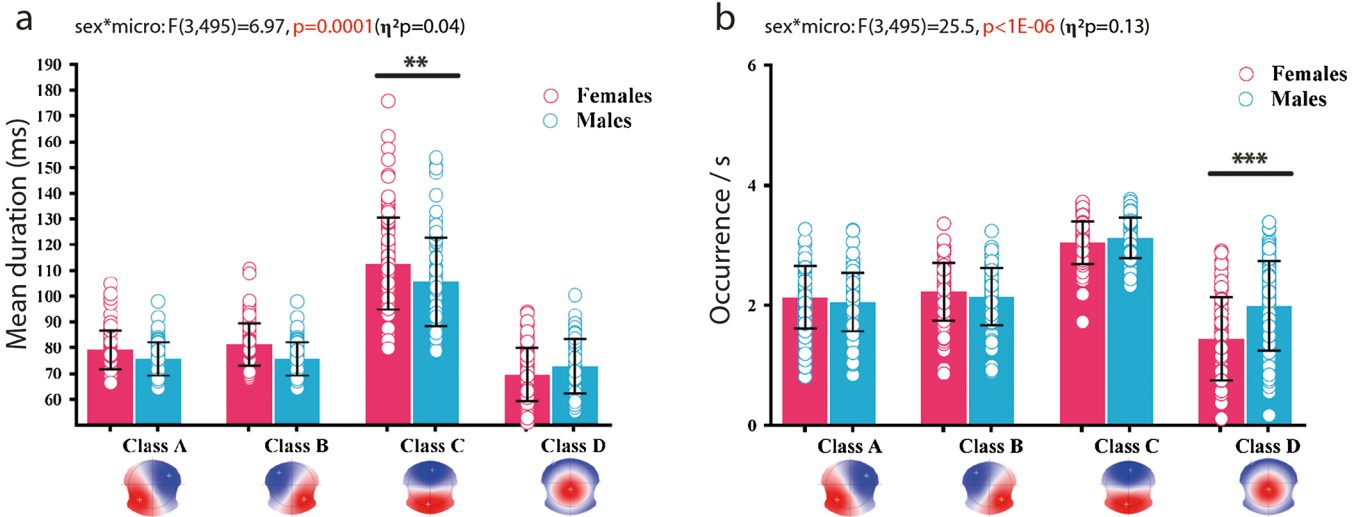 a
sex*micro: F(3,495)=6.97, p=0.0001(η²p=0.04)
Mean duration (ms)
190
180
170
160
150
140
130
120
110
100
90
80
70
60
**
Females
Males
Class A
Class B
Class C
Class D
b
sex*micro: F(3,495)=25.5, p<1E-06 (η²p=0.13)
Occurrence / s
6
4
2
0
Females
Males
***
Class A
Class B
Class C
Class D